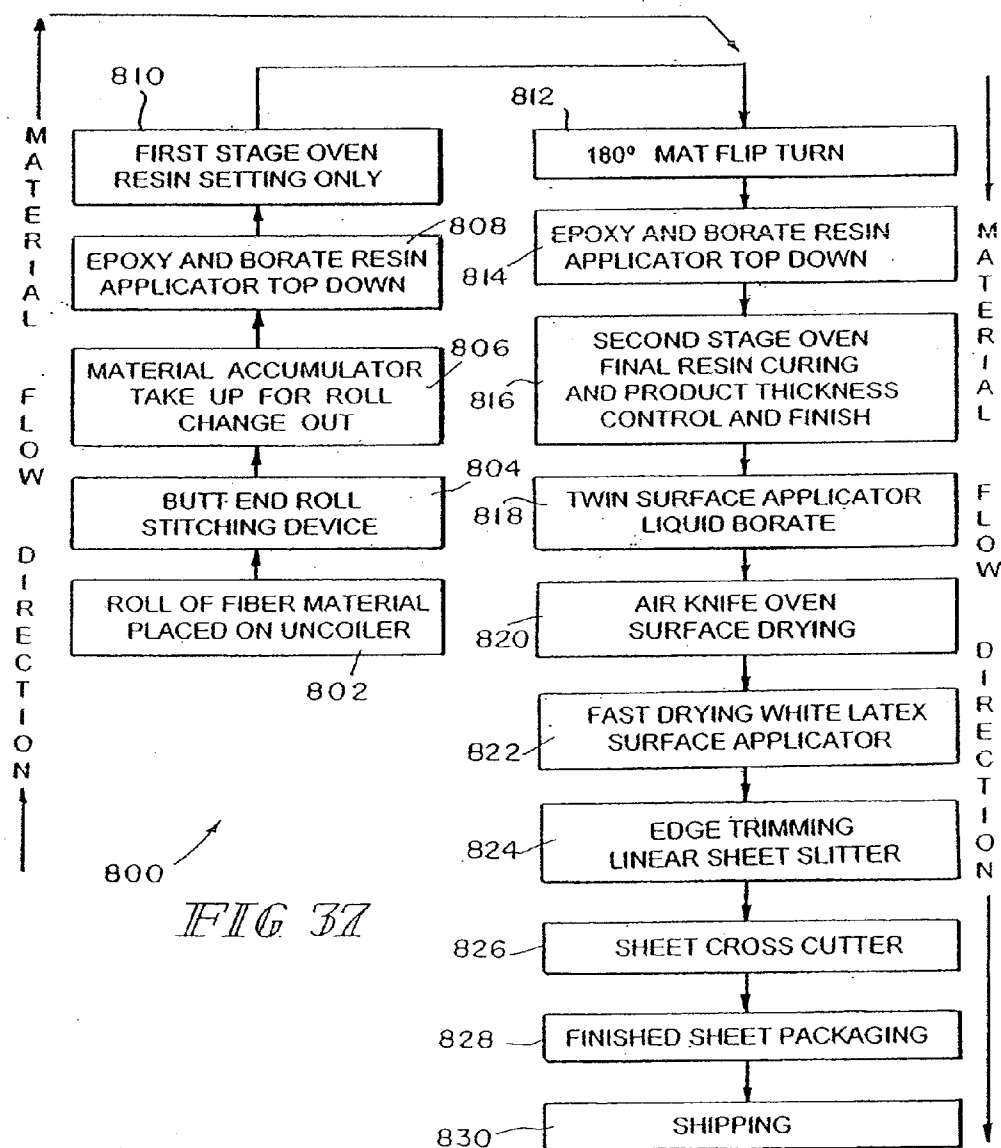 MATERIAL FLOW DIRECTION
810
FIRST STAGE OVEN
RESIN SETTING ONLY
808
EPOXY AND BORATE RESIN
APPLICATOR TOP DOWN
806
MATERIAL ACCUMULATOR
TAKE UP FOR ROLL
CHANGE OUT
804
BUTT END ROLL
STITCHING DEVICE
ROLL OF FIBER MATERIAL
PLACED ON UNCOILER
802
800
FIG 37
812
180º MAT FLIP TURN
EPOXY AND BORATE RESIN
APPLICATOR TOP DOWN
814
SECOND STAGE OVEN
FINAL RESIN CURING
AND PRODUCT THICKNESS
CONTROL AND FINISH
816
TWIN SURFACE APPLICATOR
LIQUID BORATE
818
AIR KNIFE OVEN
SURFACE DRYING
820
FAST DRYING WHITE LATEX
SURFACE APPLICATOR
822
EDGE TRIMMING
LINEAR SHEET SLITTER
824
SHEET CROSS CUTTER
826
FINISHED SHEET PACKAGING
828
SHIPPING
830
MATERIAL FLOW DIRECTION